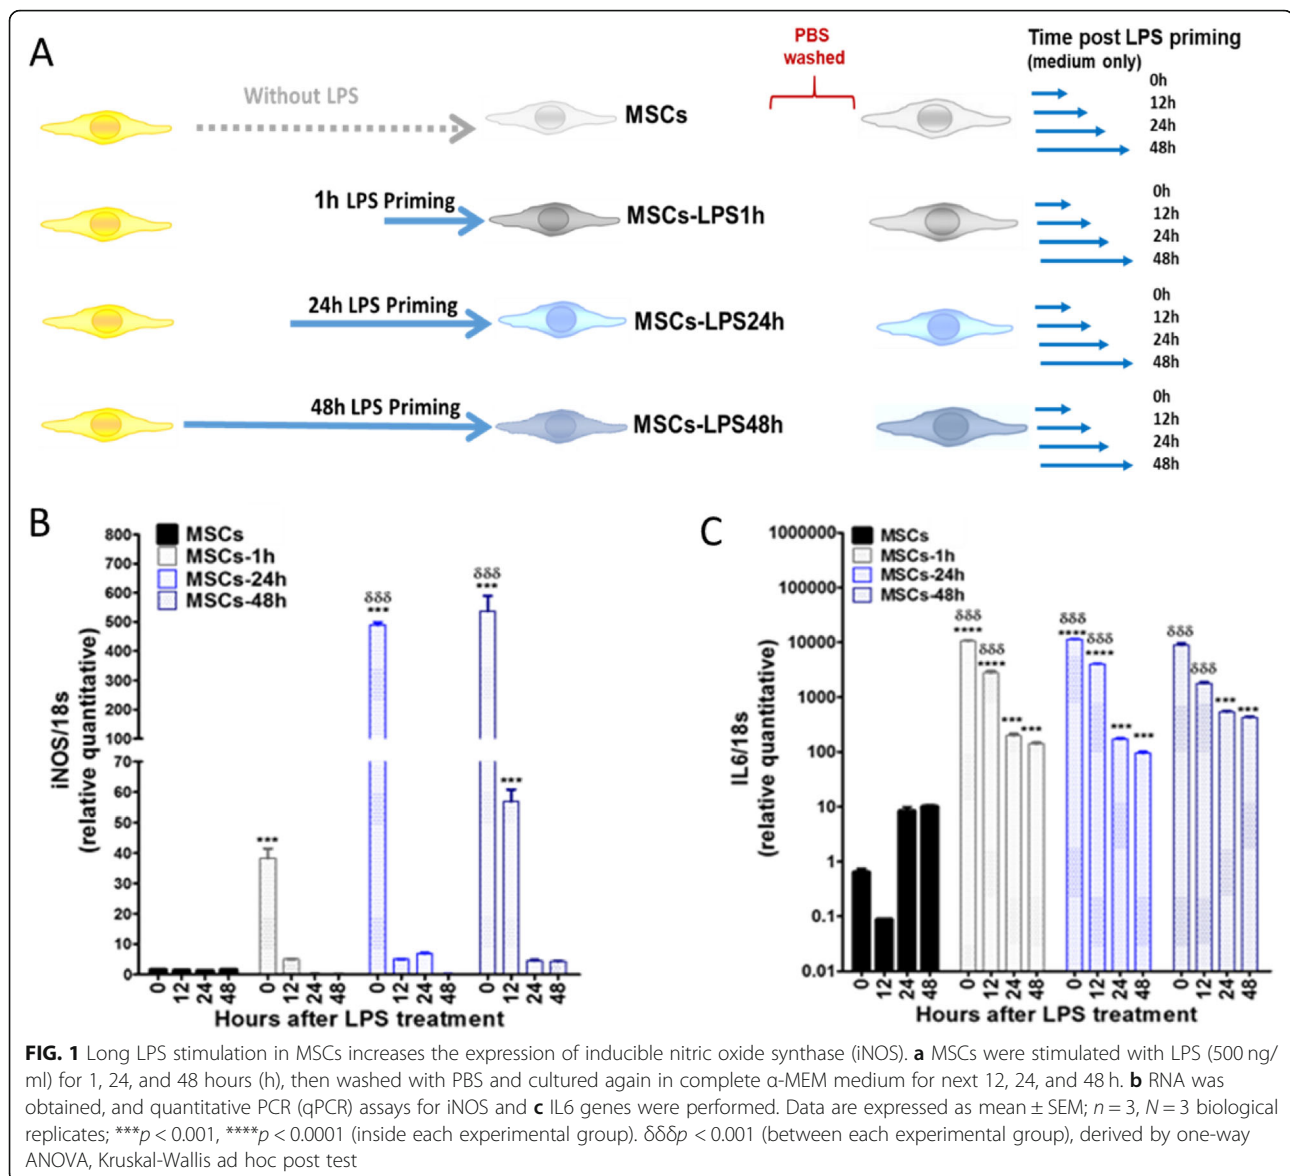 A
Without LPS
MSCs
PBS
washed
Time post LPS priming
(medium only)
0h
12h
24h
48h
1h LPS Priming
MSCs-LPS1h
0h
12h
24h
48h
24h LPS Priming
MSCs-LPS24h
0h
12h
24h
48h
48h LPS Priming
MSCs-LPS48h
0h
12h
24h
48h
B
MSCs
MSCs-1h
MSCs-24h
MSCs-48h
iNOS/18s
(relative quantitative)
800
700
600
500
400
300
200
100
70
60
50
40
30
20
10
0
***
δδδ
***
δδδ
***
***
0 12 24 48 0 12 24 48 0 12 24 48 0 12 24 48
Hours after LPS treatment
C
MSCs
MSCs-1h
MSCs-24h
MSCs-48h
IL6/18s
(relative quantitative)
1000000
100000
10000
1000
100
10
1
0.1
0.01
δδδ
****
δδδ
****
***
***
δδδ
****
δδδ
****
***
***
δδδ
δδδ
***
***
0 12 24 48 0 12 24 48 0 12 24 48 0 12 24 48
Hours after LPS treatment
FIG. 1 Long LPS stimulation in MSCs increases the expression of inducible nitric oxide synthase (iNOS). a MSCs were stimulated with LPS (500 ng/
ml) for 1, 24, and 48 hours (h), then washed with PBS and cultured again in complete α-MEM medium for next 12, 24, and 48 h. b RNA was
obtained, and quantitative PCR (qPCR) assays for iNOS and c IL6 genes were performed. Data are expressed as mean ± SEM; n = 3, N = 3 biological
replicates; ***p < 0.001, ****p < 0.0001 (inside each experimental group). δδδp < 0.001 (between each experimental group), derived by one-way
ANOVA, Kruskal-Wallis ad hoc post test